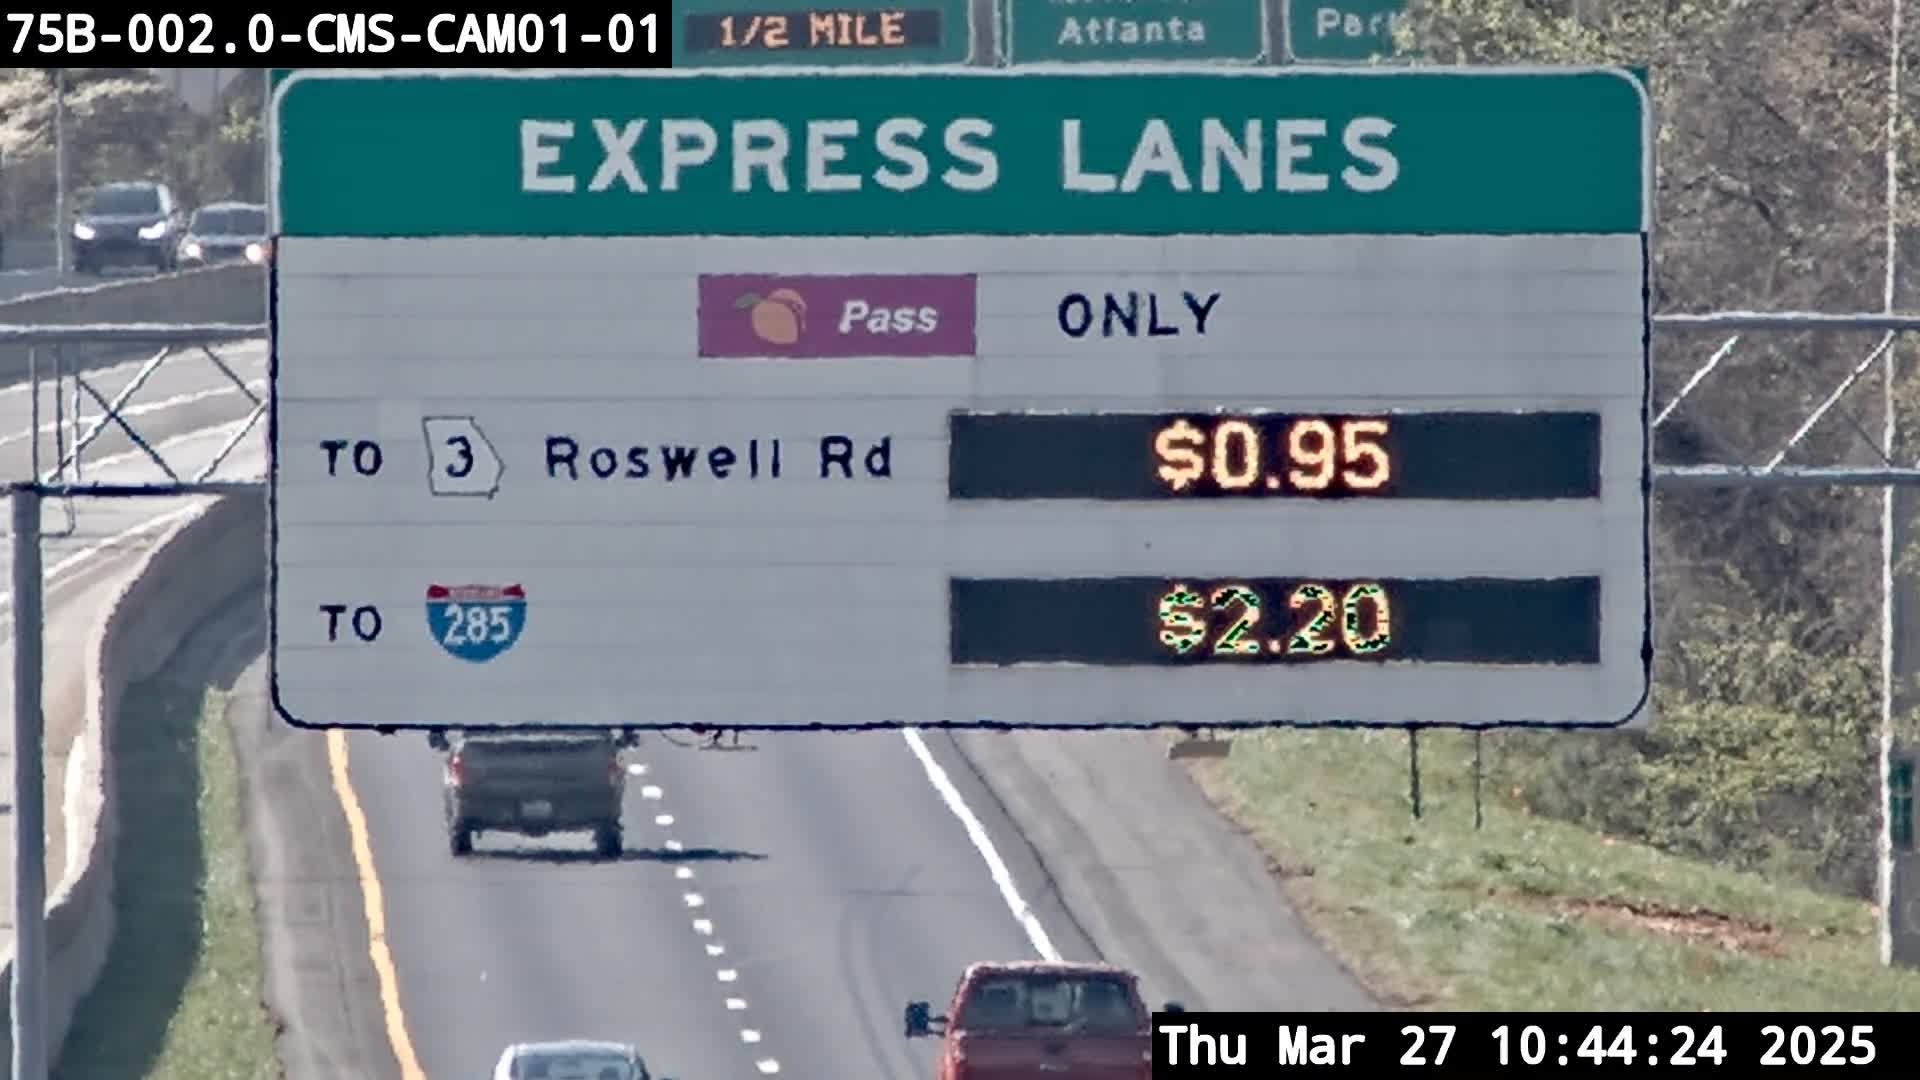 75B-002.0-CMS-CAM01-01
1/2 MILE
Atlanta
EXPRESS LANES
Pass ONLY
TO 3 Roswell Rd $0.95
TO 285 $2.20
Thu Mar 27 10:44:24 2025